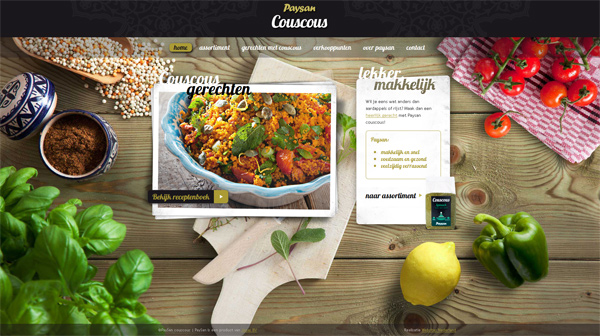 Paysan
Couscous
home assortiment gerechten met couscous verkooppunten over paysan contact
Couscous
gerechten
Bekijk receptenboek
lekker
makkelijk
Wil je eens wat anders dan
aardappels of rijst? Maak dan een
heerlijk gerecht met Paysan
couscous!
Paysan:
makkelijk en snel
voedzaam en gezond
veelzijdig
naar assortiment
Couscous
Paysan